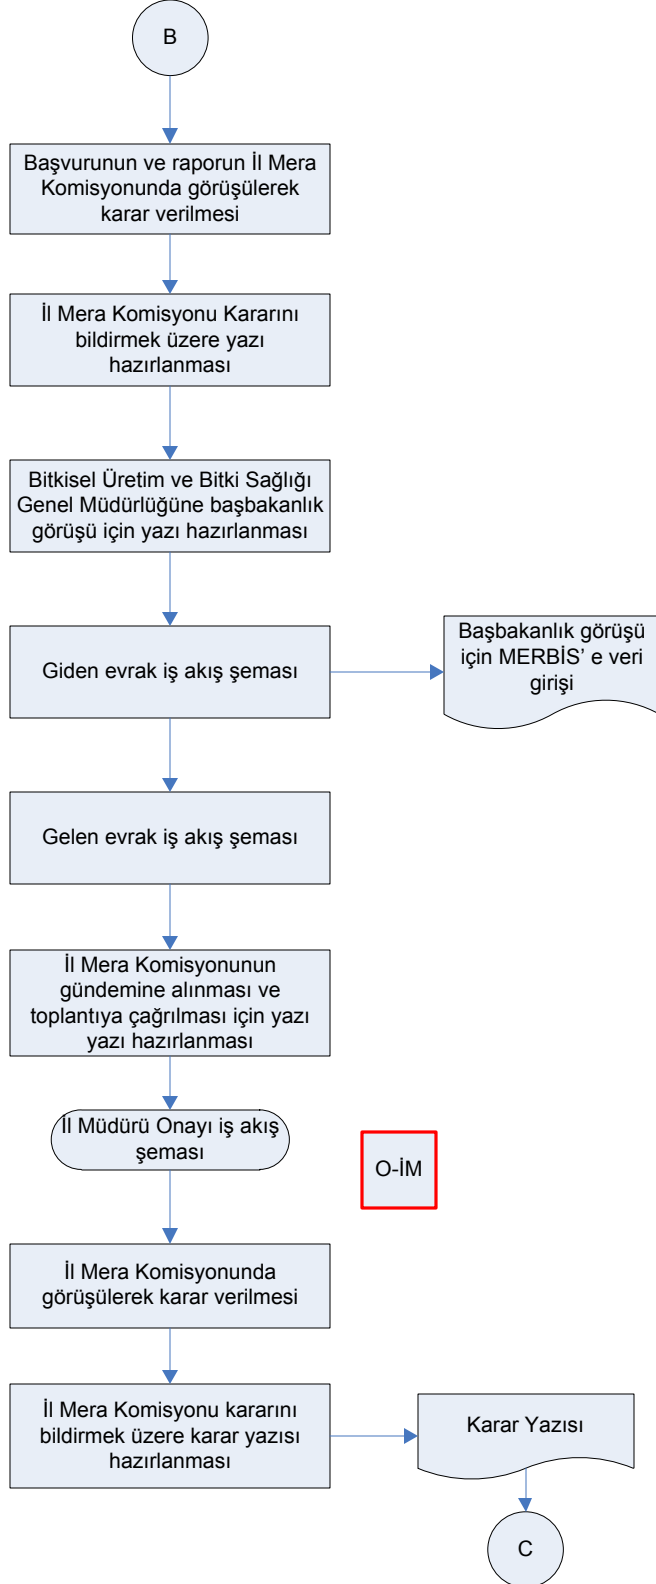 B
Başvurunun ve raporun İl Mera
Komisyonunda görüşülerek
karar verilmesi
İl Mera Komisyonu Kararını
bildirmek üzere yazı
hazırlanması
Bitkisel Üretim ve Bitki Sağlığı
Genel Müdürlüğüne başbakanlık
görüşü için yazı hazırlanması
Giden evrak iş akış şeması
Başbakanlık görüşü
için MERBİS’ e veri
girişi
Gelen evrak iş akış şeması
İl Mera Komisyonunun
gündemine alınması ve
toplantıya çağrılması için yazı
yazı hazırlanması
İl Müdürü Onayı iş akış
şeması
O-İM
İl Mera Komisyonunda
görüşülerek karar verilmesi
İl Mera Komisyonu kararını
bildirmek üzere karar yazısı
hazırlanması
Karar Yazısı
C